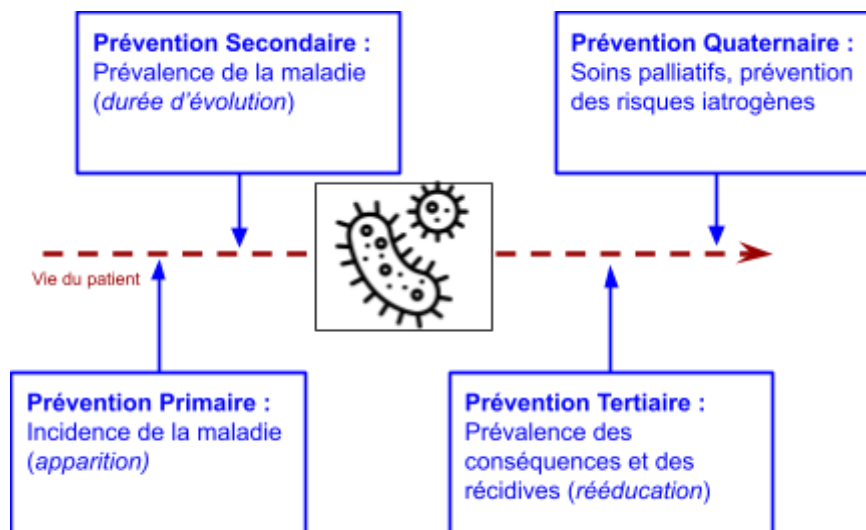 Prévention Secondaire :
Prévalence de la maladie
(durée d'évolution)
Prévention Quaternaire :
Soins palliatifs, prévention
des risques iatrogènes
Vie du patient
Prévention Primaire :
Incidence de la maladie
(apparition)
Prévention Tertiaire :
Prévalence des
conséquences et des
récidives (rééducation)